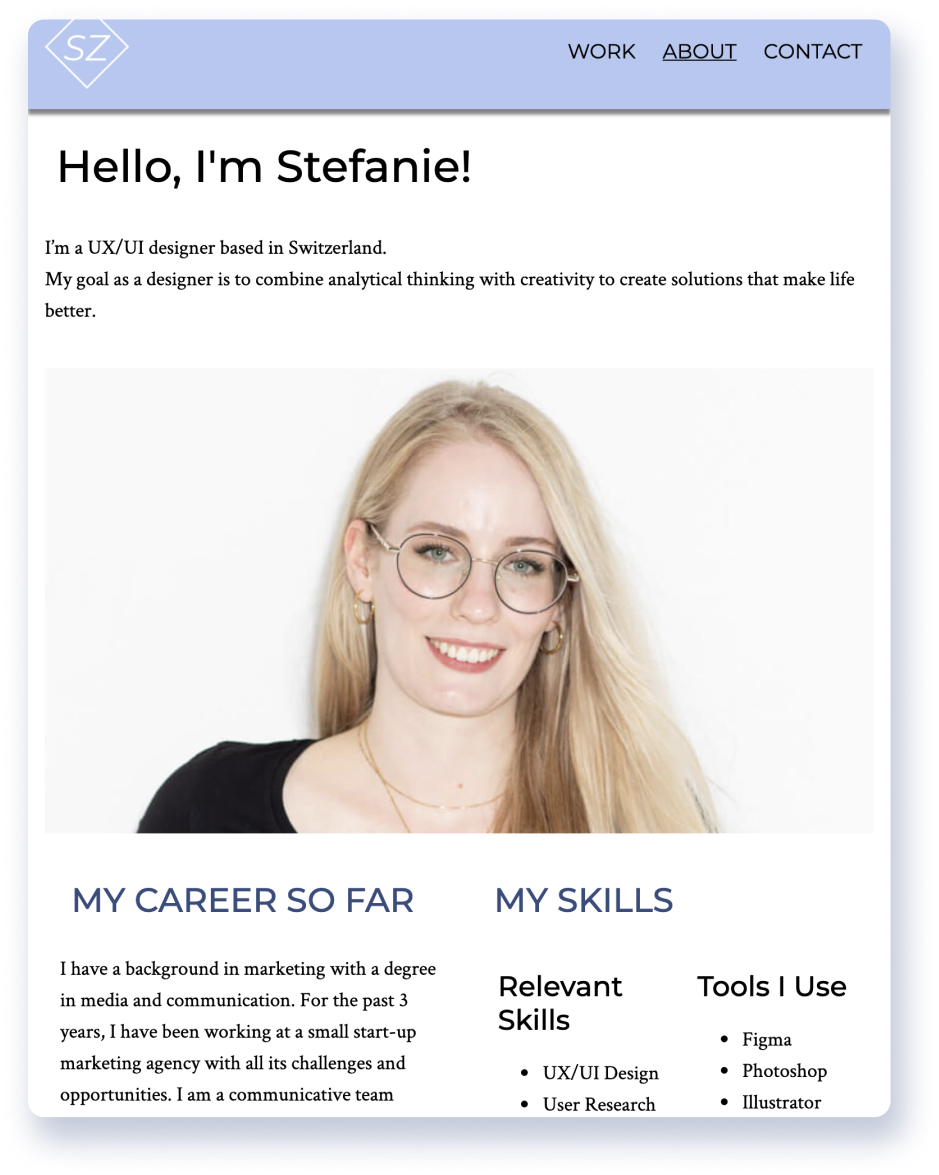 SZ
WORK ABOUT CONTACT
Hello, I'm Stefanie!
I’m a UX/UI designer based in Switzerland.
My goal as a designer is to combine analytical thinking with creativity to create solutions that make life
better.
MY CAREER SO FAR
I have a background in marketing with a degree
in media and communication. For the past 3
years, I have been working at a small start-up
marketing agency with all its challenges and
opportunities. I am a communicative team
MY SKILLS
Relevant
Skills
• UX/UI Design
• User Research
Tools I Use
• Figma
• Photoshop
• Illustrator